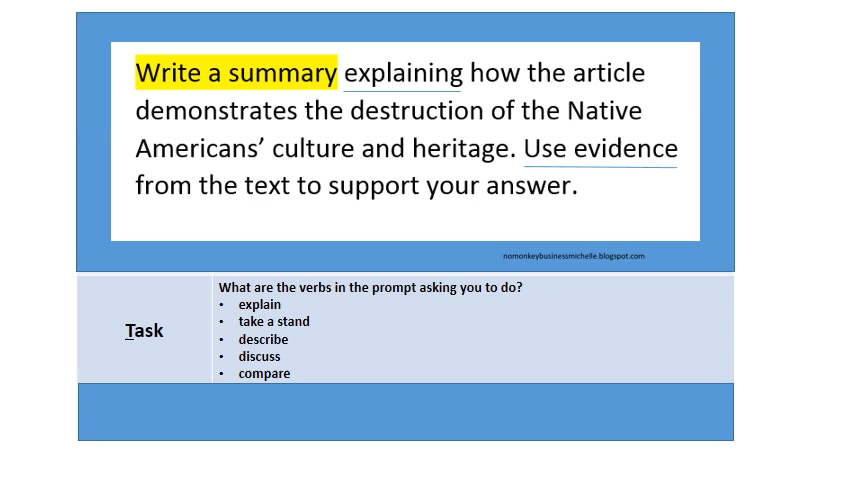 Write a summary explaining how the article
demonstrates the destruction of the Native
Americans’ culture and heritage. Use evidence
from the text to support your answer.
nomonkeybusinessmichelle.blogspot.com
Task
What are the verbs in the prompt asking you to do?
• explain
• take a stand
• describe
• discuss
• compare